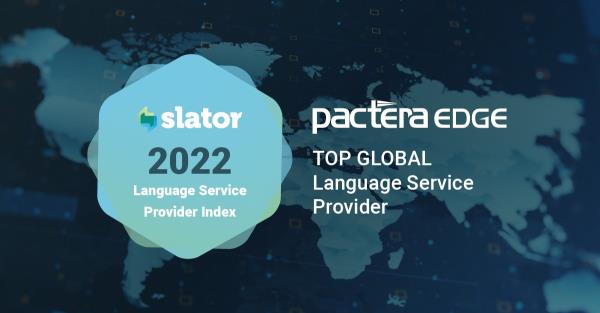 slator
2022
Language Service
Provider Index
pactera EDGE
TOP GLOBAL
Language Service
Provider